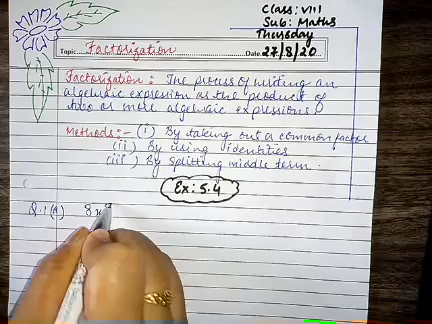 Class: VIII
Sub: Maths
Thursday
Topic Factorization Date 27/8/20
Factorization: The process of writing an
algebraic expression as the product of
two or more algebraic expressions.
Methods:- (i) By taking out a common factor
(ii) By using identities
(iii) By splitting middle term.
Ex: 5.4
Q.1(a) 8x